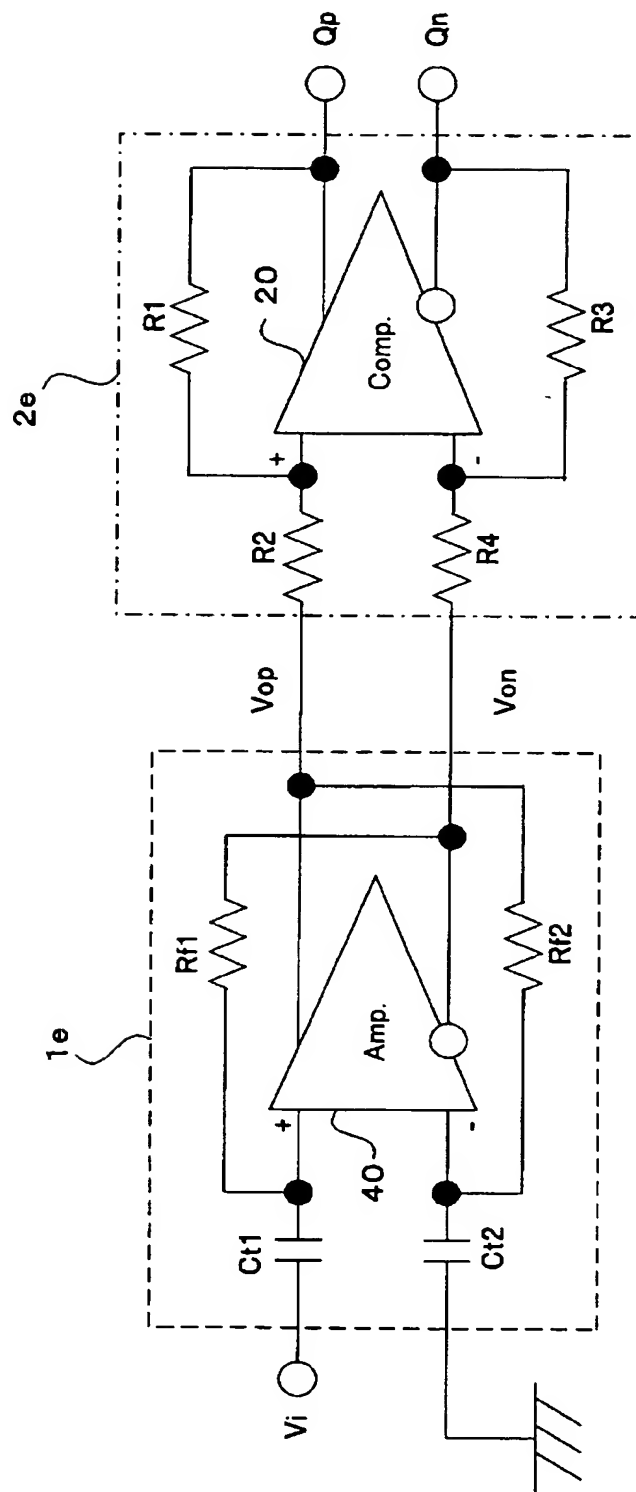 1e
2e
Vi
Ct1
Ct2
Rf1
Rf2
+
-
Amp.
40
Vop
Von
R2
R4
R1
R3
+
-
Comp.
20
Qp
Qn